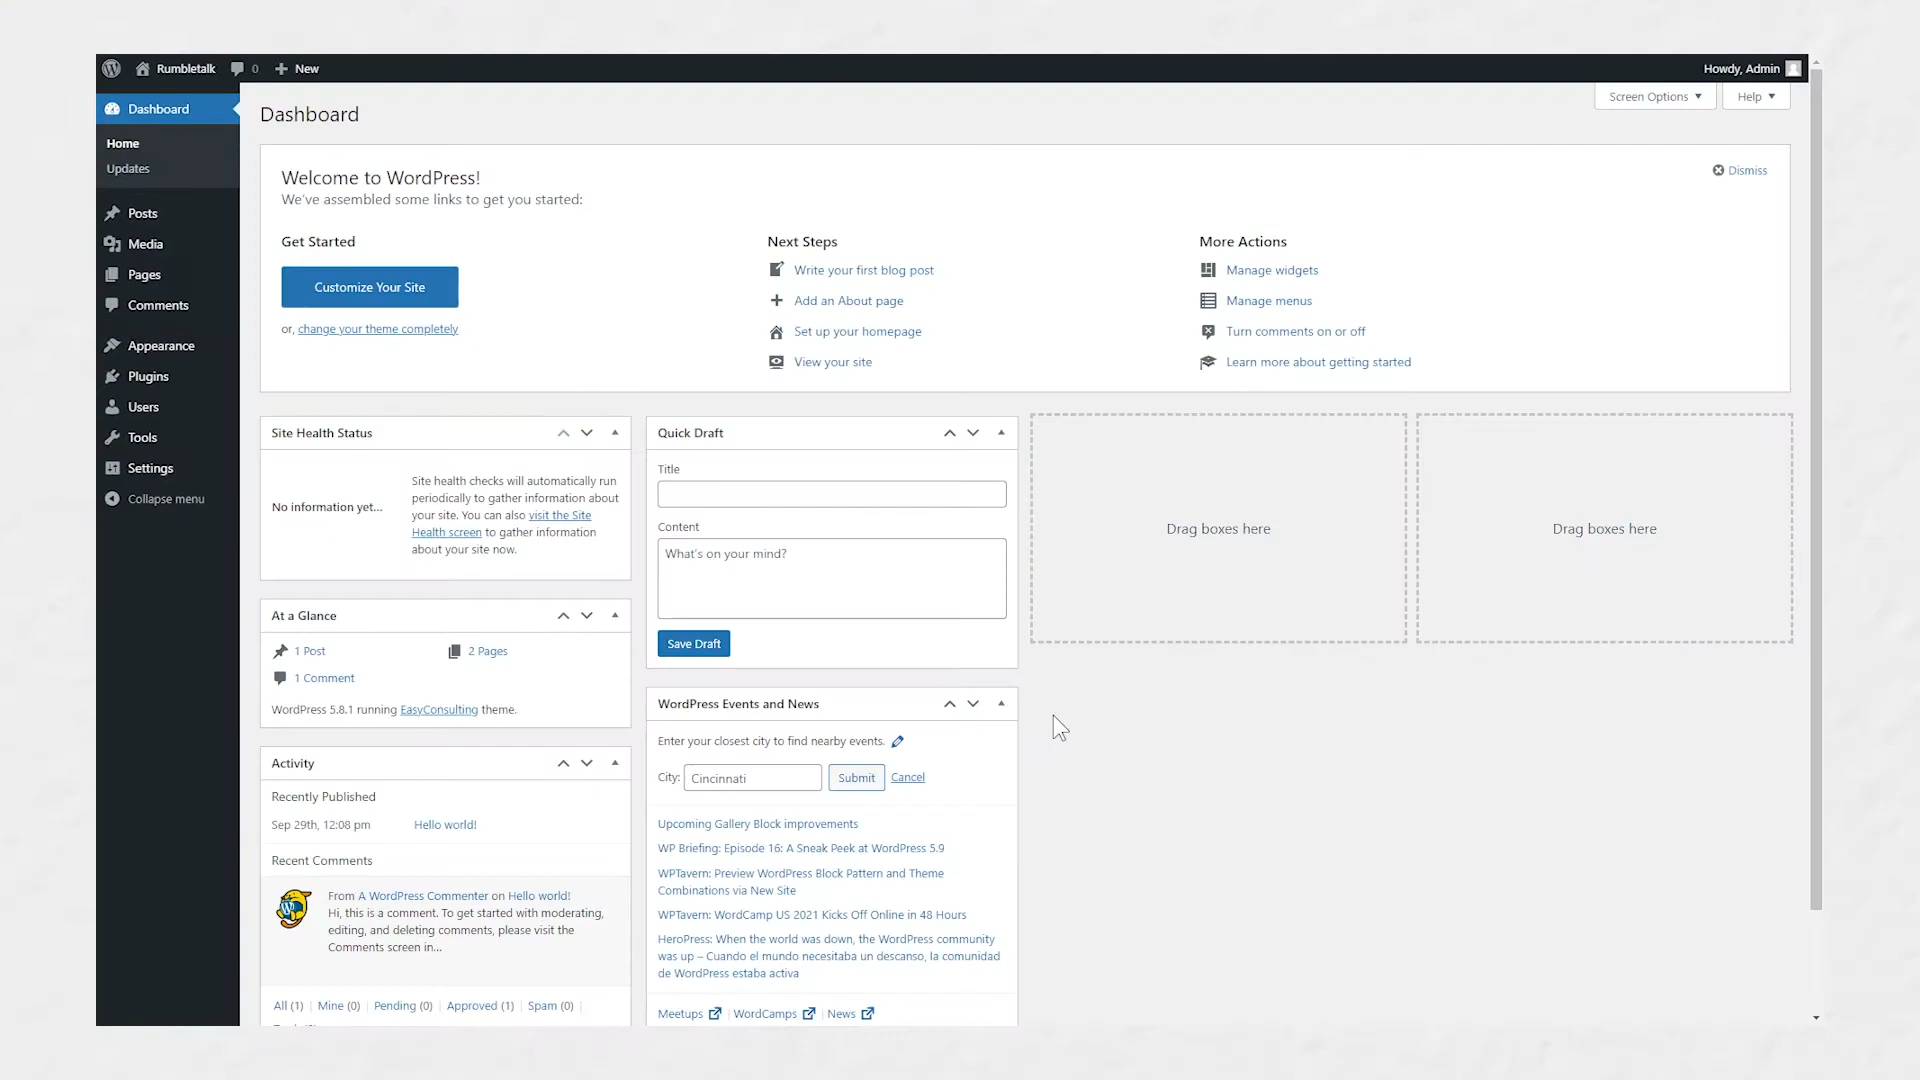 Rumbletalk 0 New
Howdy, Admin
Dashboard
Home
Updates
Posts
Media
Pages
Comments
Appearance
Plugins
Users
Tools
Settings
Collapse menu
Screen Options
Help
Dashboard
Welcome to WordPress!
We've assembled some links to get you started:
Dismiss
Get Started
Customize Your Site
or, change your theme completely
Next Steps
Write your first blog post
Add an About page
Set up your homepage
View your site
More Actions
Manage widgets
Manage menus
Turn comments on or off
Learn more about getting started
Site Health Status
No information yet...
Site health checks will automatically run
periodically to gather information about
your site. You can also visit the Site
Health screen to gather information
about your site now.
At a Glance
1 Post
2 Pages
1 Comment
WordPress 5.8.1 running EasyConsulting theme.
Activity
Recently Published
Sep 29th, 12:08 pm Hello world!
Recent Comments
From A WordPress Commenter on Hello world!
Hi, this is a comment. To get started with moderating,
editing, and deleting comments, please visit the
Comments screen in...
All (1) | Mine (0) | Pending (0) | Approved (1) | Spam (0) |
Quick Draft
Title
Content
What's on your mind?
Save Draft
WordPress Events and News
Enter your closest city to find nearby events.
City: Cincinnati Submit Cancel
Upcoming Gallery Block improvements
WP Briefing: Episode 16: A Sneak Peek at WordPress 5.9
WPTavern: Preview WordPress Block Pattern and Theme
Combinations via New Site
WPTavern: WordCamp US 2021 Kicks Off Online in 48 Hours
HeroPress: When the world was down, the WordPress community
was up – Cuando el mundo necesitaba un descanso, la comunidad
de WordPress estaba activa
Meetups | WordCamps | News
Drag boxes here
Drag boxes here